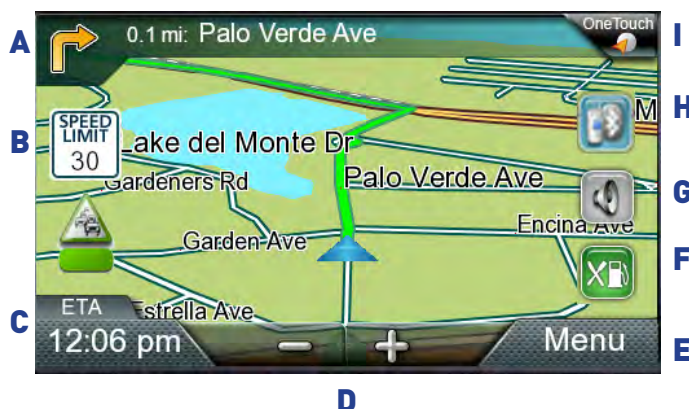 A
0.1 mi: Palo Verde Ave
OneTouch
I
H
M
B
SPEED
LIMIT
30
Lake del Monte Dr
Gardeners Rd
Palo Verde Ave
G
Encina Ave
Garden Ave
F
C
ETA
Estrella Ave
12:06 pm
− +
Menu
E
D